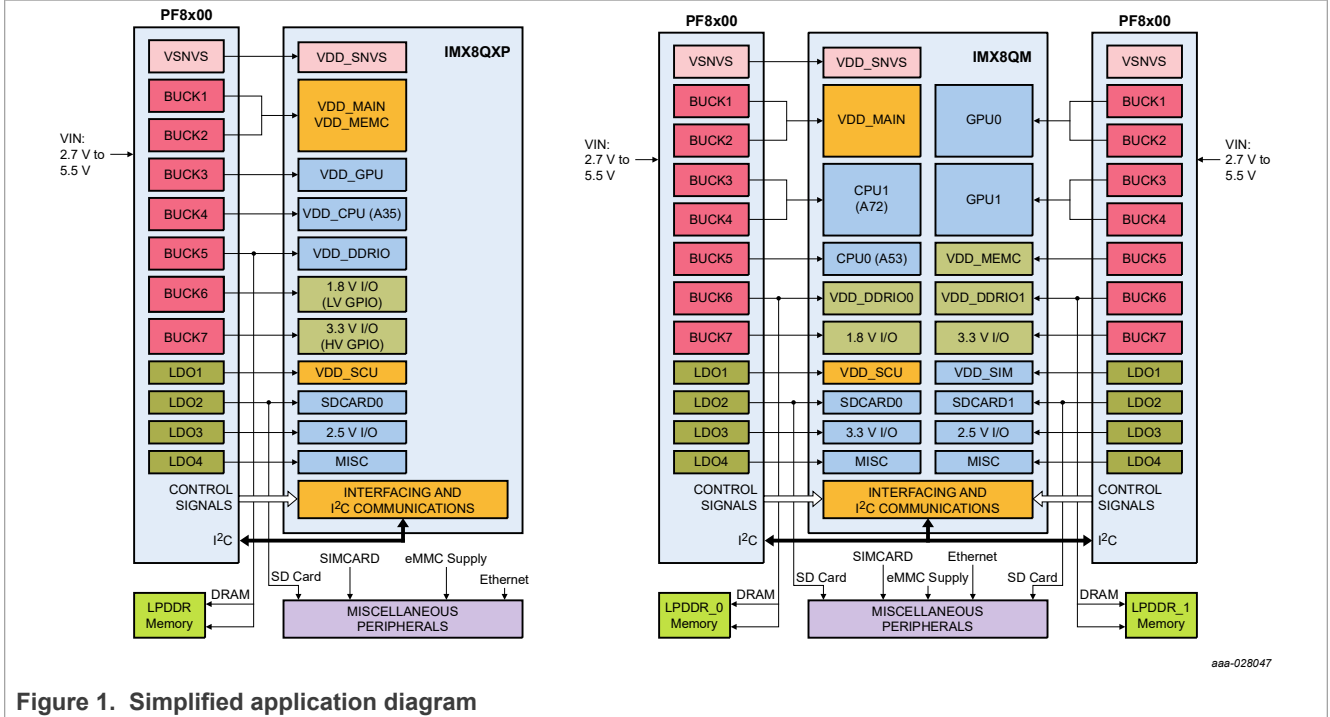 PF8x00
IMX8QXP
VIN:
2.7 V to
5.5 V
VSNVS
BUCK1
BUCK2
BUCK3
BUCK4
BUCK5
BUCK6
BUCK7
LDO1
LDO2
LDO3
LDO4
CONTROL
SIGNALS
I²C
VDD_SNVS
VDD_MAIN
VDD_MEMC
VDD_GPU
VDD_CPU (A35)
VDD_DDRIO
1.8 V I/O
(LV GPIO)
3.3 V I/O
(HV GPIO)
VDD_SCU
SDCARD0
2.5 V I/O
MISC
INTERFACING AND
I²C COMMUNICATIONS
SIMCARD
eMMC Supply
SD Card
Ethernet
DRAM
LPDDR
Memory
MISCELLANEOUS
PERIPHERALS
PF8x00
IMX8QM
PF8x00
VIN:
2.7 V to
5.5 V
VSNVS
BUCK1
BUCK2
BUCK3
BUCK4
BUCK5
BUCK6
BUCK7
LDO1
LDO2
LDO3
LDO4
CONTROL
SIGNALS
I²C
VDD_SNVS
VDD_MAIN
CPU1
(A72)
CPU0 (A53)
VDD_DDRIO0
1.8 V I/O
VDD_SCU
SDCARD0
3.3 V I/O
MISC
GPU0
GPU1
VDD_MEMC
VDD_DDRIO1
3.3 V I/O
VDD_SIM
SDCARD1
2.5 V I/O
MISC
INTERFACING AND
I²C COMMUNICATIONS
VSNVS
BUCK1
BUCK2
BUCK3
BUCK4
BUCK5
BUCK6
BUCK7
LDO1
LDO2
LDO3
LDO4
CONTROL
SIGNALS
I²C
VIN:
2.7 V to
5.5 V
SIMCARD
Ethernet
SD Card
eMMC Supply
SD Card
DRAM
DRAM
LPDDR_0
Memory
MISCELLANEOUS
PERIPHERALS
LPDDR_1
Memory
aaa-028047
Figure 1. Simplified application diagram